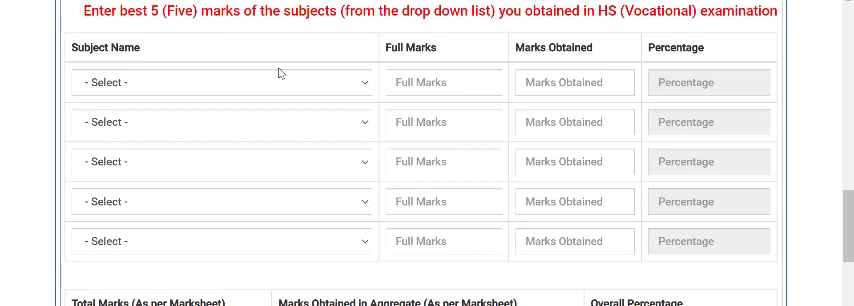 Enter best 5 (Five) marks of the subjects (from the drop down list) you obtained in HS (Vocational) examination
Subject Name Full Marks Marks Obtained Percentage
- Select - Full Marks Marks Obtained Percentage
- Select - Full Marks Marks Obtained Percentage
- Select - Full Marks Marks Obtained Percentage
- Select - Full Marks Marks Obtained Percentage
- Select - Full Marks Marks Obtained Percentage
Total Marks (As per Marksheet) Marks Obtained in Aggregate (As per Marksheet) Overall Percentage